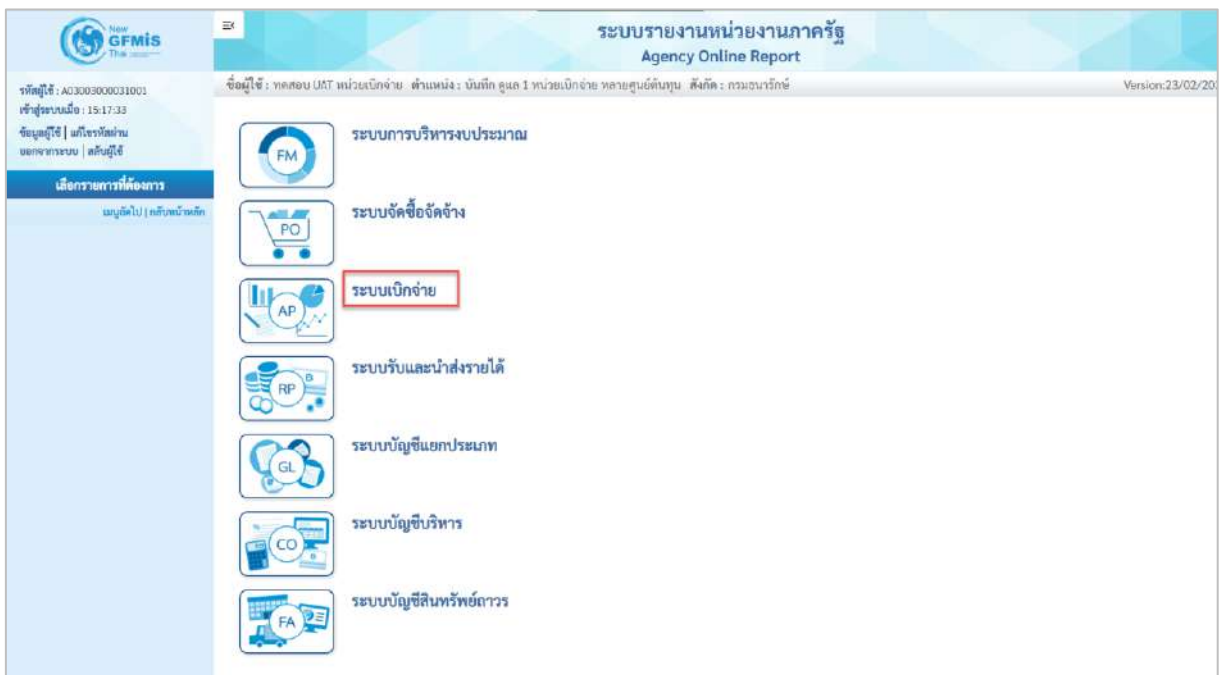 New
GFMIS
Thai
ระบบรายงานหน่วยงานภาครัฐ
Agency Online Report
รหัสผู้ใช้ : A03003000031001
เข้าสู่ระบบเมื่อ : 15:17:33
ข้อมูลผู้ใช้ | แก้ไขรหัสผ่าน
ออกจากระบบ | สลับผู้ใช้
เลือกรายการที่ต้องการ
เมนูถัดไป | กลับหน้าหลัก
ชื่อผู้ใช้ : ทดสอบ UAT หน่วยเบิกจ่าย ตำแหน่ง : บันทึก ดูแล 1 หน่วยเบิกจ่าย หลายศูนย์ต้นทุน สังกัด : กรมธนารักษ์
Version:23/02/20
FM
ระบบการบริหารงบประมาณ
PO
ระบบจัดซื้อจัดจ้าง
AP
ระบบเบิกจ่าย
RP
ระบบรับและนำส่งรายได้
GL
ระบบบัญชีแยกประเภท
CO
ระบบบัญชีบริหาร
FA
ระบบบัญชีสินทรัพย์ถาวร